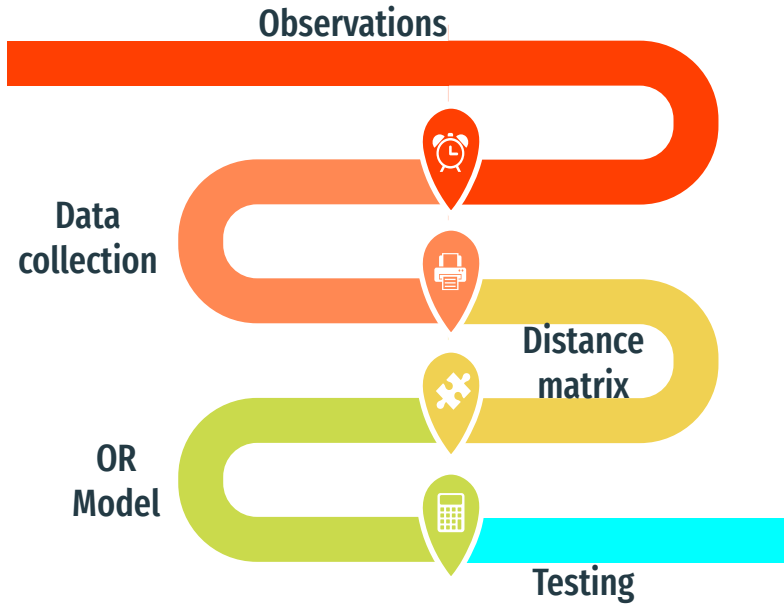 Observations
Data
collection
Distance
matrix
OR
Model
Testing